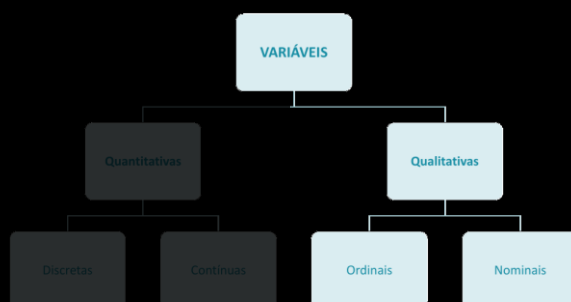 VARIÁVEIS
Quantitativas
Qualitativas
Discretas
Contínuas
Ordinais
Nominais